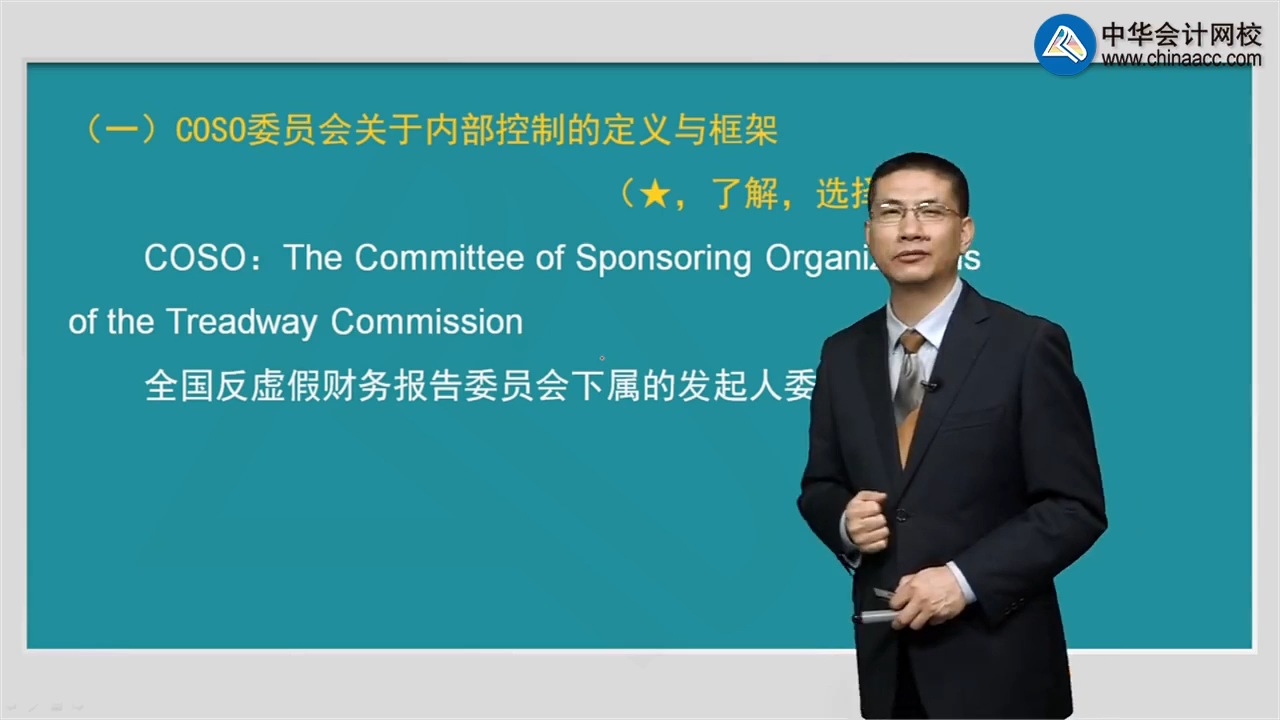 中华会计网校
www.chinaacc.com
（一）COSO委员会关于内部控制的定义与框架
（★，了解，选择
COSO：The Committee of Sponsoring
of the Treadway Commission
全国反虚假财务报告委员会下属的发起人委